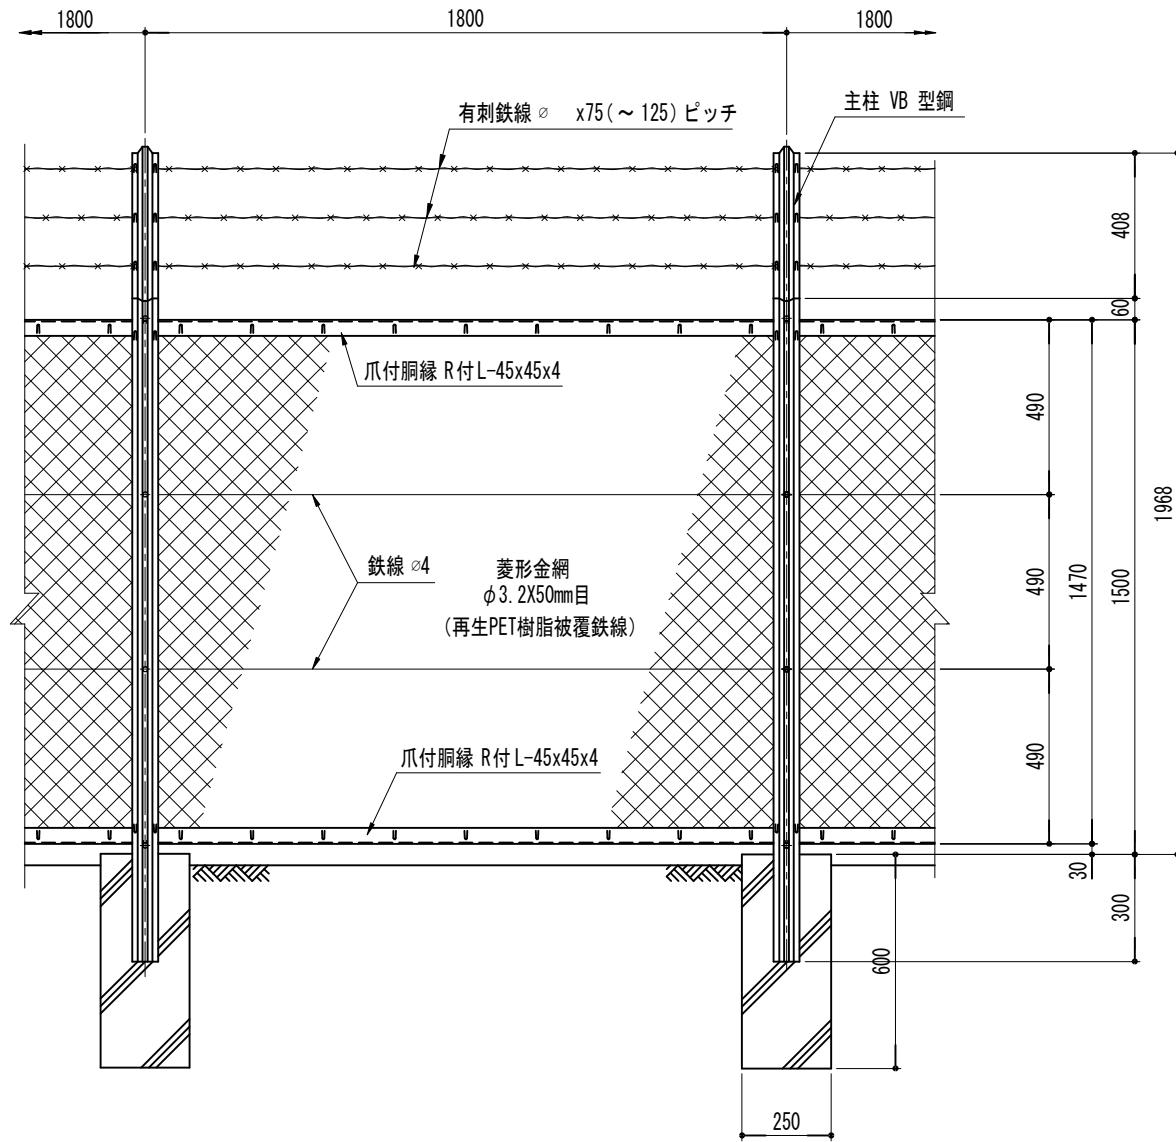 1800
1800
1800
有刺鉄線 ∅　x75(～125)ピッチ
主柱 VB 型鋼
408
60
爪付胴縁 R付L-45x45x4
490
1968
鉄線 ∅4
菱形金網
φ3.2X50mm目
(再生PET樹脂被覆鉄線)
490
1470
1500
爪付胴縁 R付L-45x45x4
490
30
300
600
250